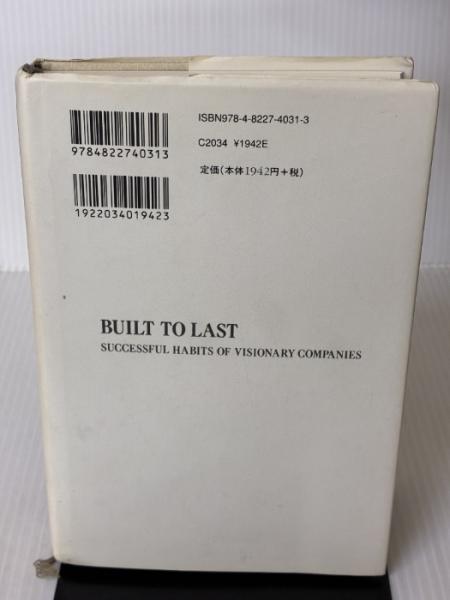 ISBN978-4-8227-4031-3
9784822740313
C2034 ¥1942E
定価(本体1942円+税)
1922034019423
BUILT TO LAST
SUCCESSFUL HABITS OF VISIONARY COMPANIES